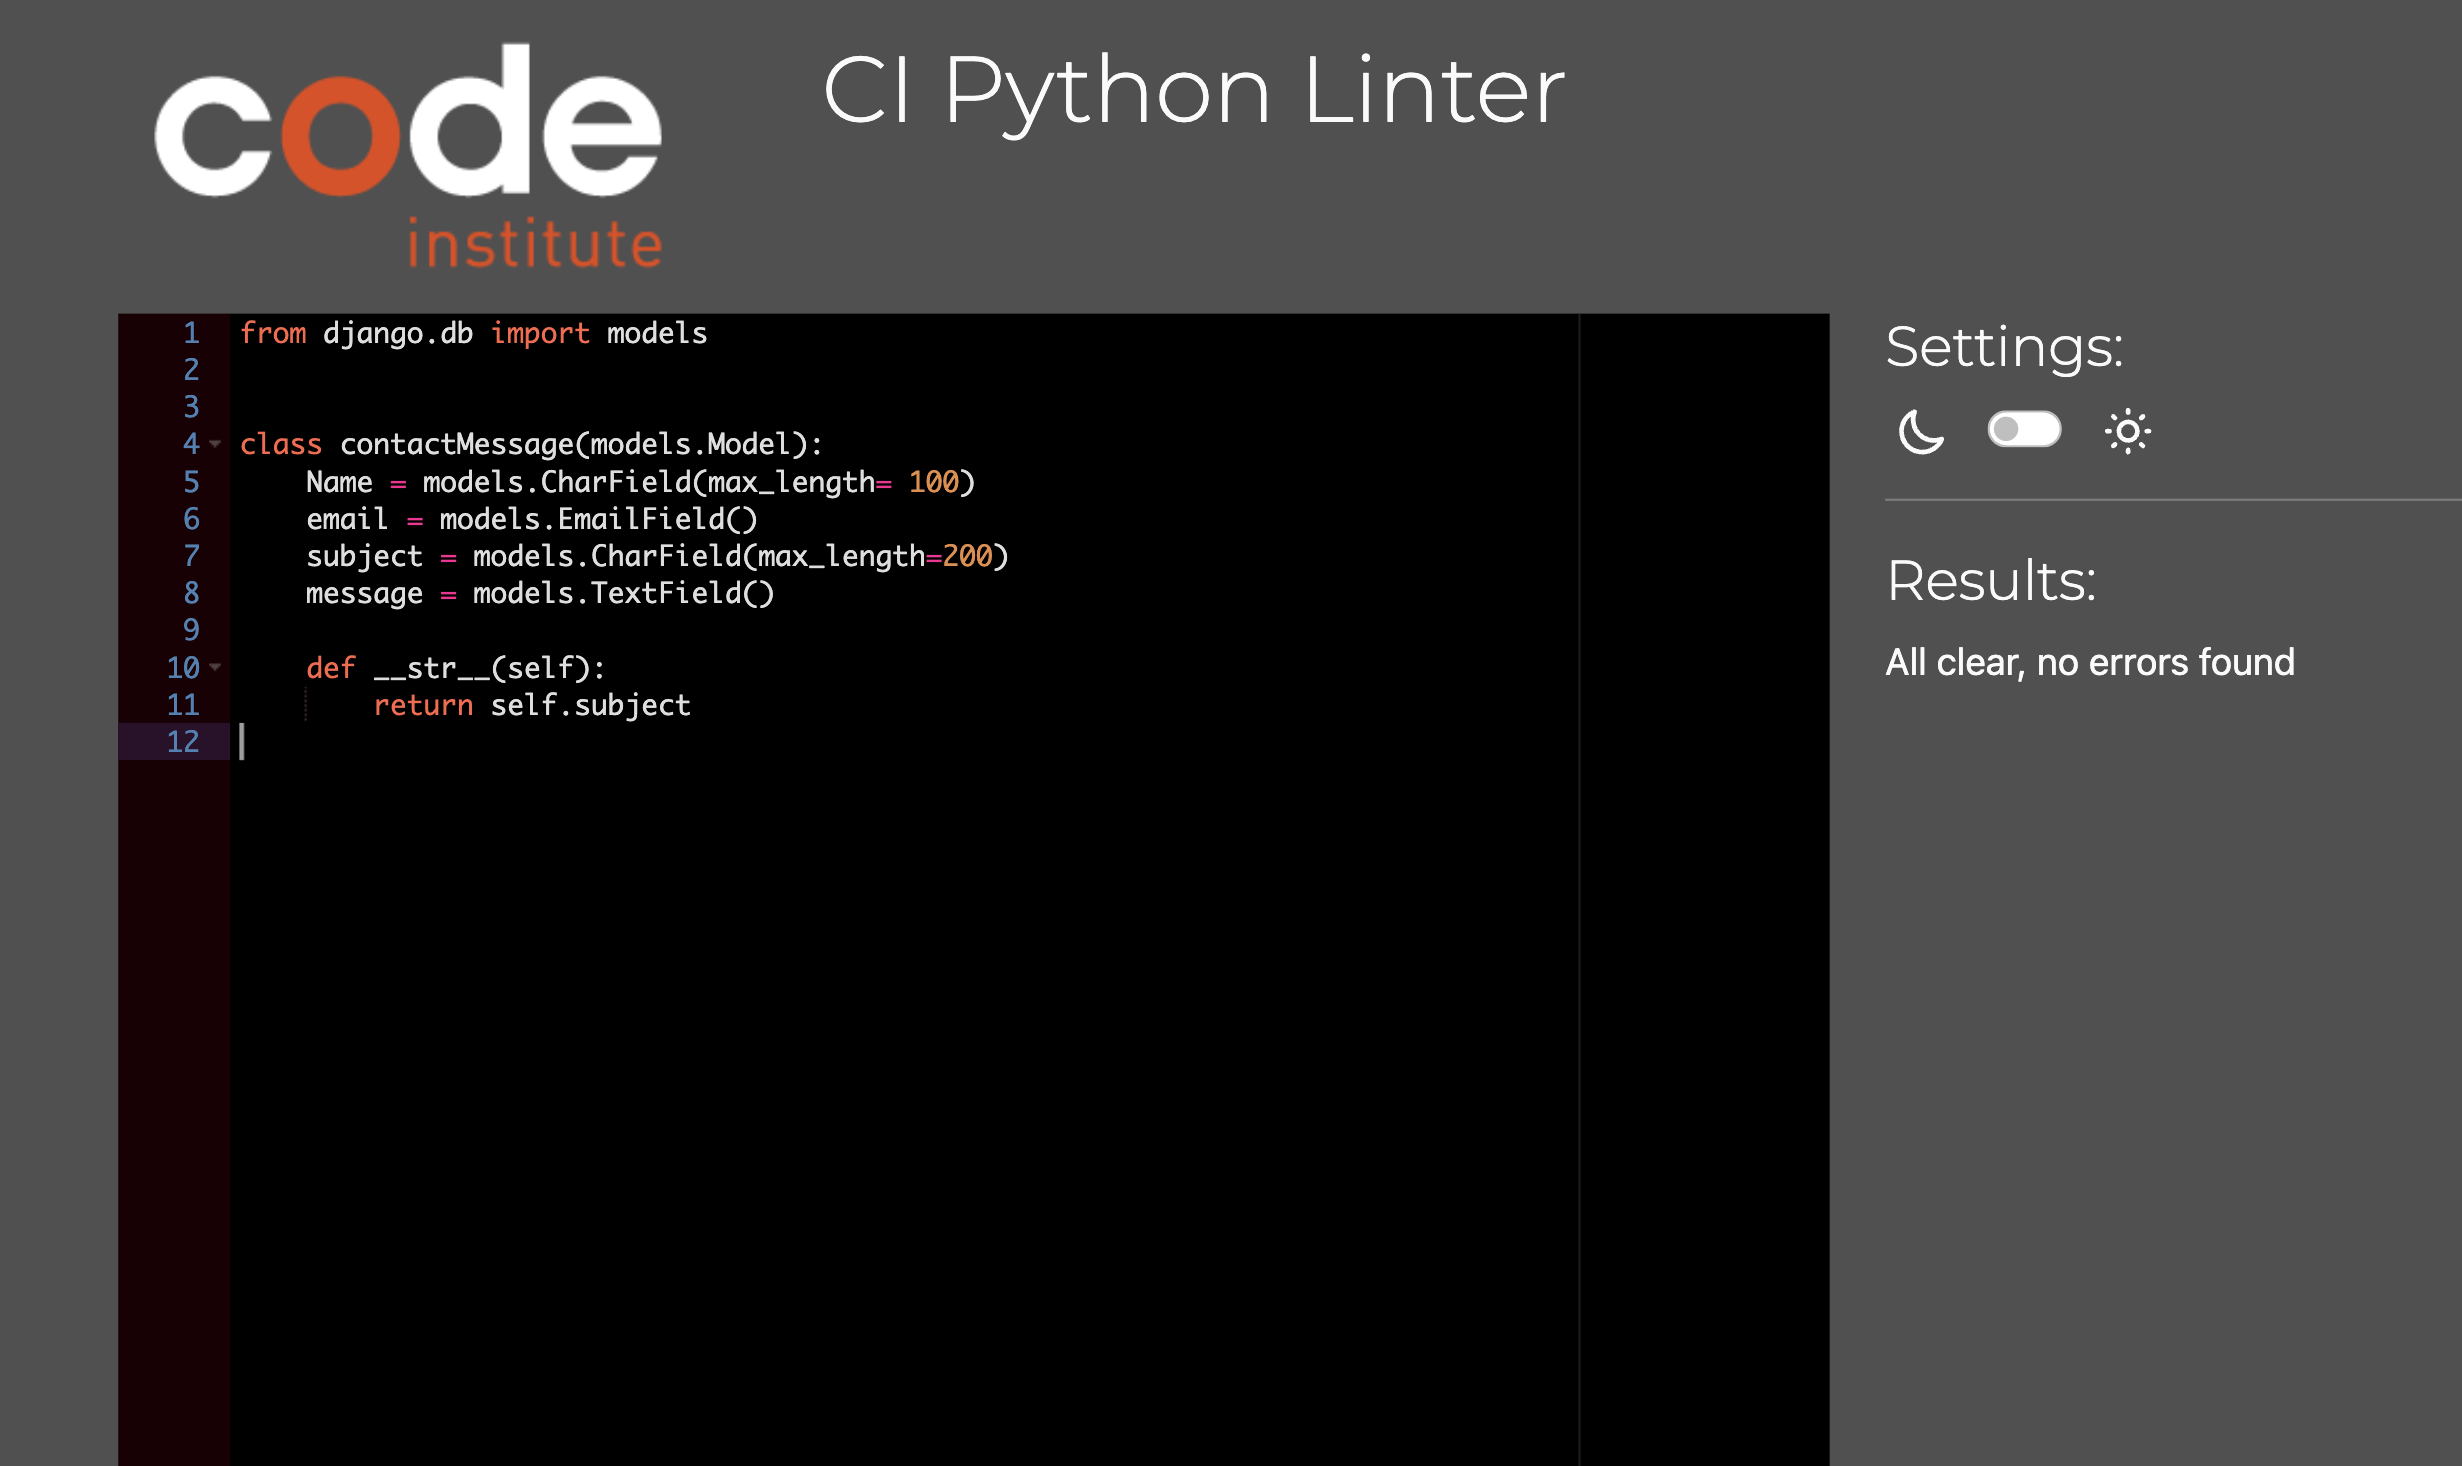 code
institute
CI Python Linter
1 from django.db import models
2
3
4 class contactMessage(models.Model):
5     Name = models.CharField(max_length= 100)
6     email = models.EmailField()
7     subject = models.CharField(max_length=200)
8     message = models.TextField()
9
10     def __str__(self):
11         return self.subject
12
Settings:
Results:
All clear, no errors found